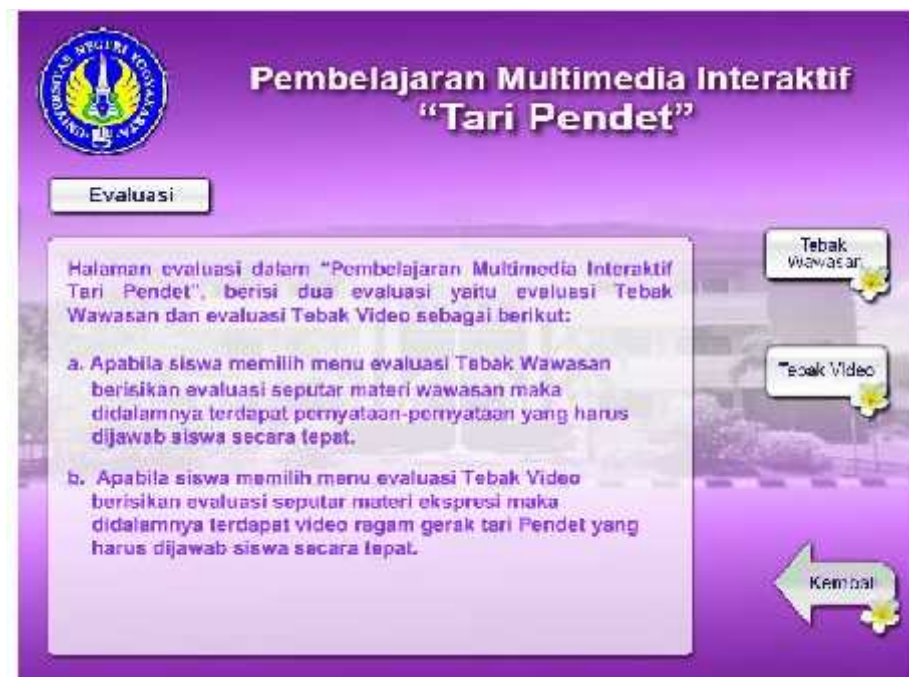 UNIVERSITAS NEGERI YOGYAKARTA
Pembelajaran Multimedia Interaktif
“Tari Pendet”
Evaluasi
Halaman evaluasi dalam “Pembelajaran Multimedia Interaktif
Tari Pendet”, berisi dua evaluasi yaitu evaluasi Tebak
Wawasan dan evaluasi Tebak Video sebagai berikut:
a. Apabila siswa memilih menu evaluasi Tebak Wawasan
berisikan evaluasi seputar materi wawasan maka
didalamnya terdapat pernyataan-pernyataan yang harus
dijawab siswa secara tepat.
b. Apabila siswa memilih menu evaluasi Tebak Video
berisikan evaluasi seputar materi ekspresi maka
didalamnya terdapat video ragam gerak tari Pendet yang
harus dijawab siswa secara tepat.
Tebak
Wawasan
Tebak Video
Kembali